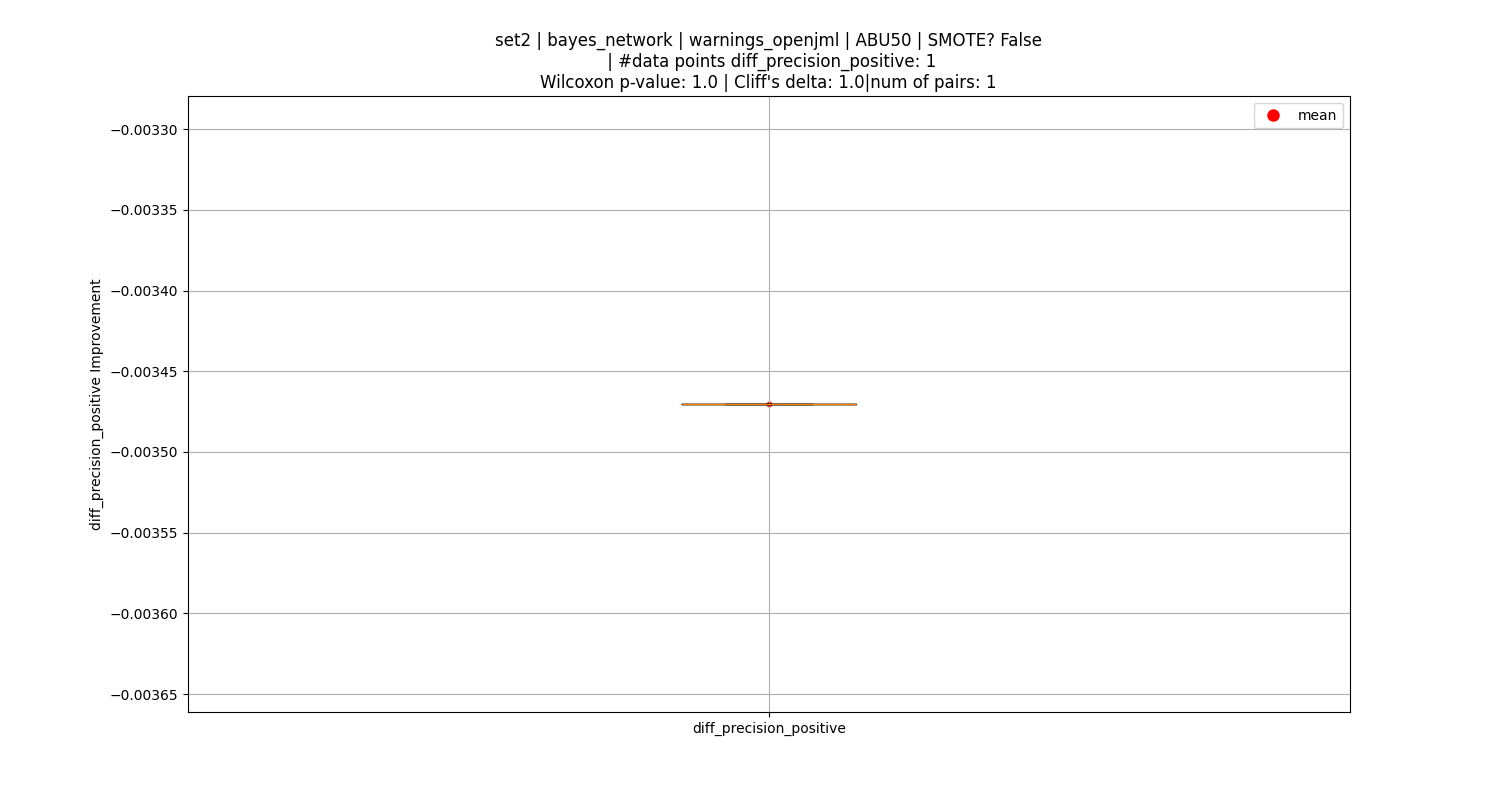 set2 | bayes_network | warnings_openjml | ABU50 | SMOTE? False
| #data points diff_precision_positive: 1
Wilcoxon p-value: 1.0 | Cliff's delta: 1.0|num of pairs: 1
mean
−0.00330
−0.00335
−0.00340
−0.00345
−0.00350
−0.00355
−0.00360
−0.00365
diff_precision_positive Improvement
diff_precision_positive